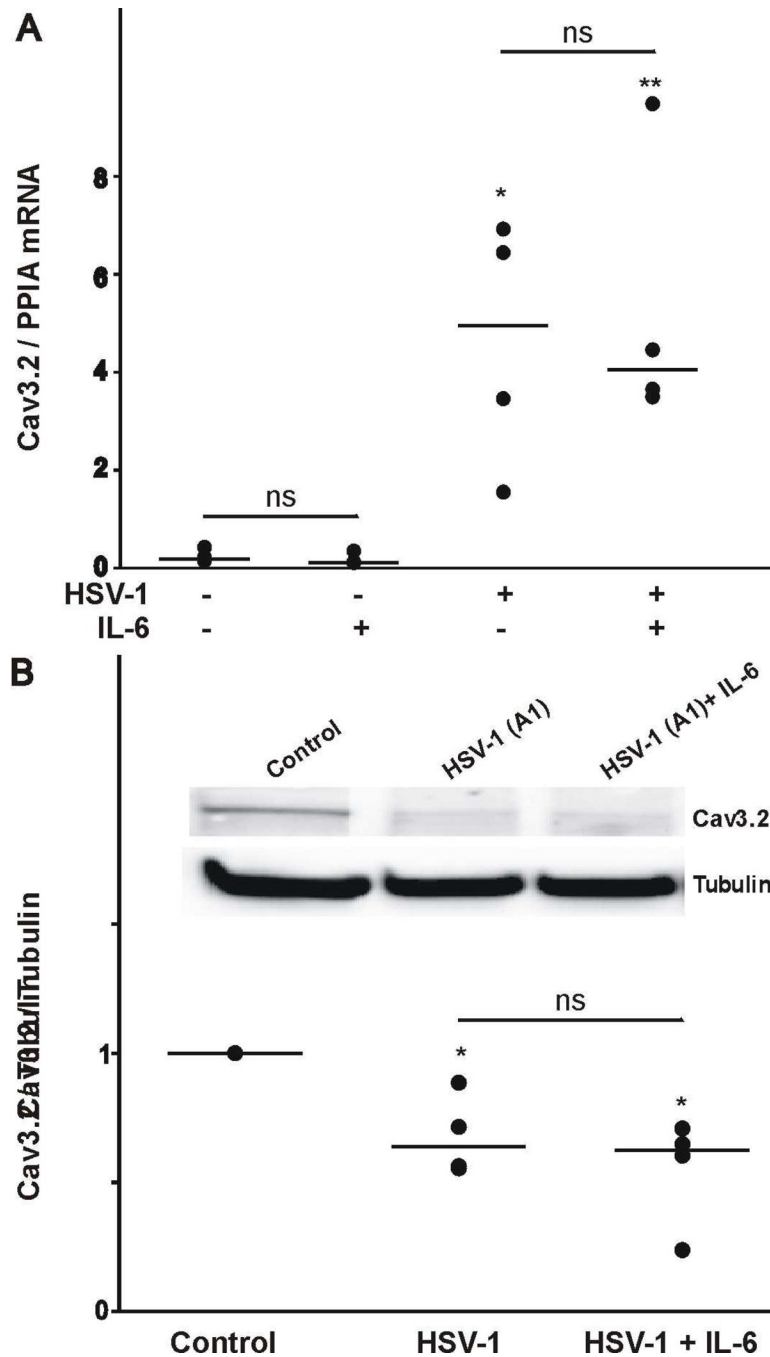 A
ns
**
*
8
6
4
2
0
Cav3.2 / PPIA mRNA
ns
HSV-1 - - + +
IL-6 - + - +
B
Control
HSV-1 (A1)
HSV-1 (A1)+ IL-6
Cav3.2
Tubulin
ns
*
*
1
0
Control HSV-1 HSV-1 + IL-6